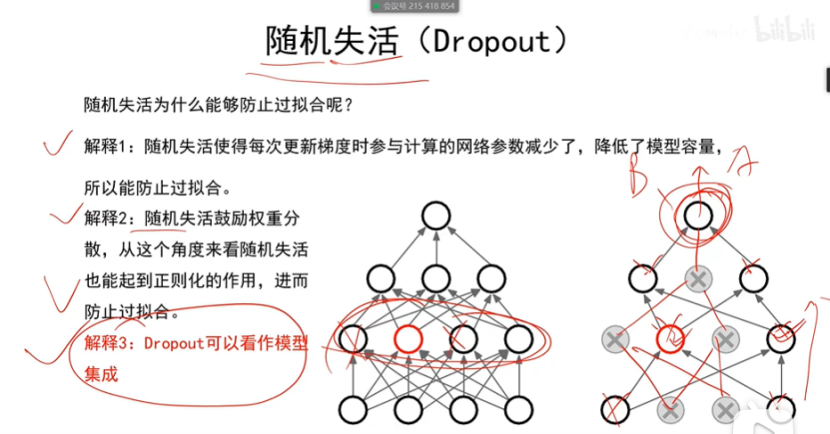 会议号 215 418 854
随机失活（Dropout）
bilibili
随机失活为什么能够防止过拟合呢？
解释1：随机失活使得每次更新梯度时参与计算的网络参数减少了，降低了模型容量，
所以能防止过拟合。
B A
解释2：随机失活鼓励权重分
散，从这个角度来看随机失活
也能起到正则化的作用，进而
防止过拟合。
解释3：Dropout可以看作模型
集成